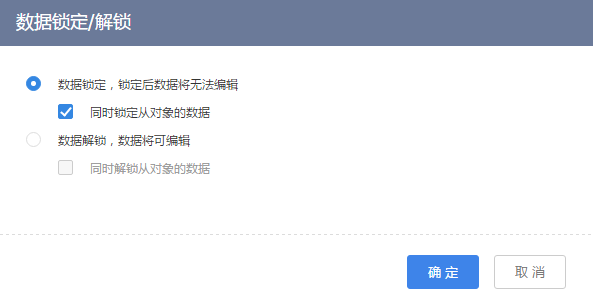 数据锁定/解锁
数据锁定，锁定后数据将无法编辑
同时锁定从对象的数据
数据解锁，数据将可编辑
同时解锁从对象的数据
确 定
取 消